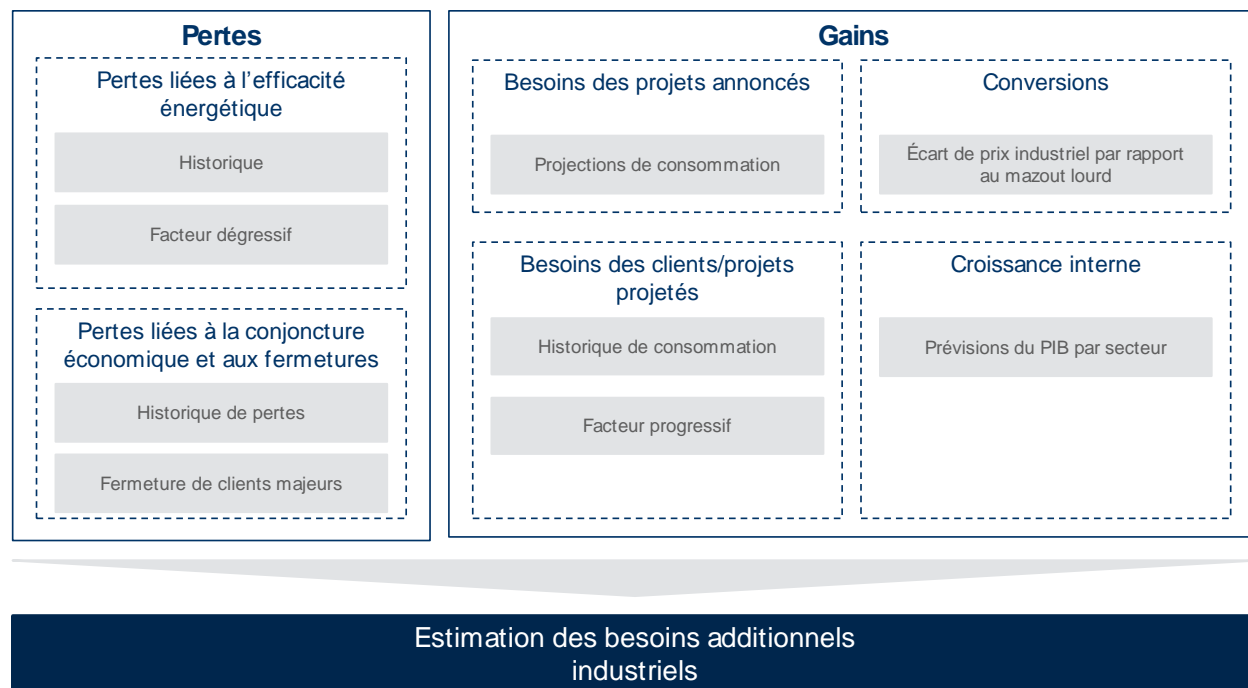 Pertes
Pertes liées à l'efficacité
énergétique
Historique
Facteur dégressif
Pertes liées à la conjoncture
économique et aux fermetures
Historique de pertes
Fermeture de clients majeurs
Gains
Besoins des projets annoncés
Projections de consommation
Conversions
Écart de prix industriel par rapport
au mazout lourd
Besoins des clients/projets
projetés
Historique de consommation
Facteur progressif
Croissance interne
Prévisions du PIB par secteur
Estimation des besoins additionnels
industriels